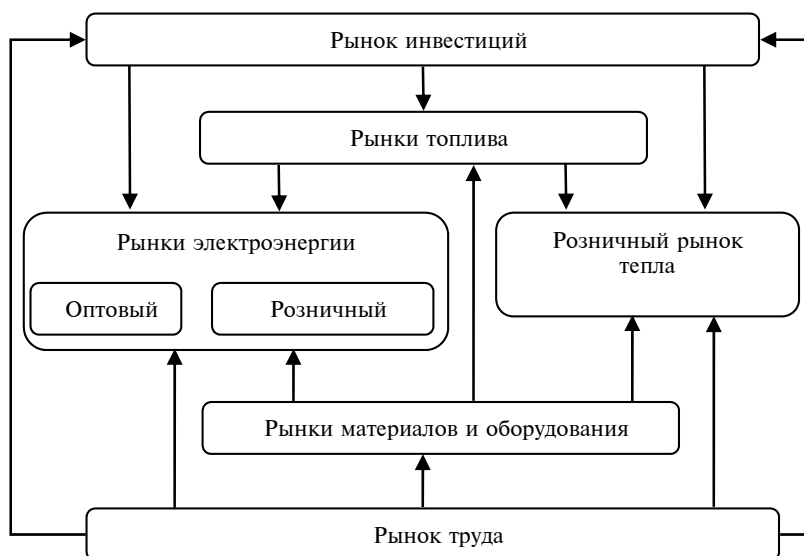 Рынок инвестиций
Рынки топлива
Рынки электроэнергии
Розничный рынок
тепла
Оптовый
Розничный
Рынки материалов и оборудования
Рынок труда